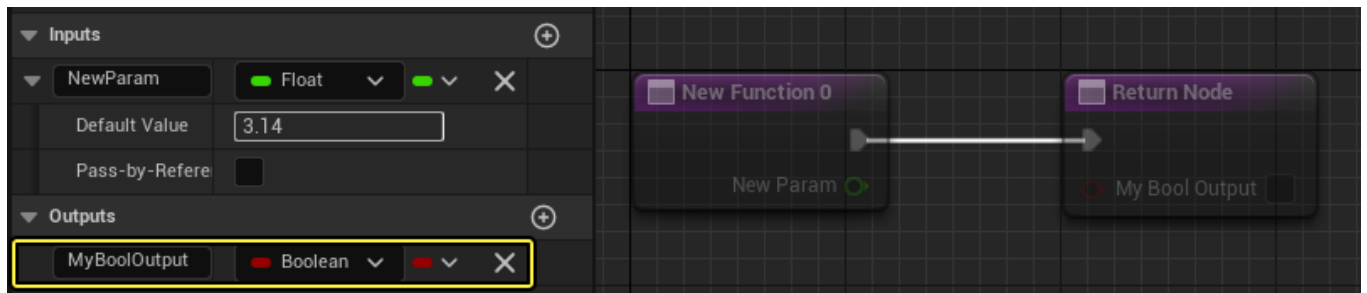 Inputs
NewParam Float
Default Value 3.14
Pass-by-Refere
Outputs
MyBoolOutput Boolean
New Function 0
New Param
Return Node
My Bool Output